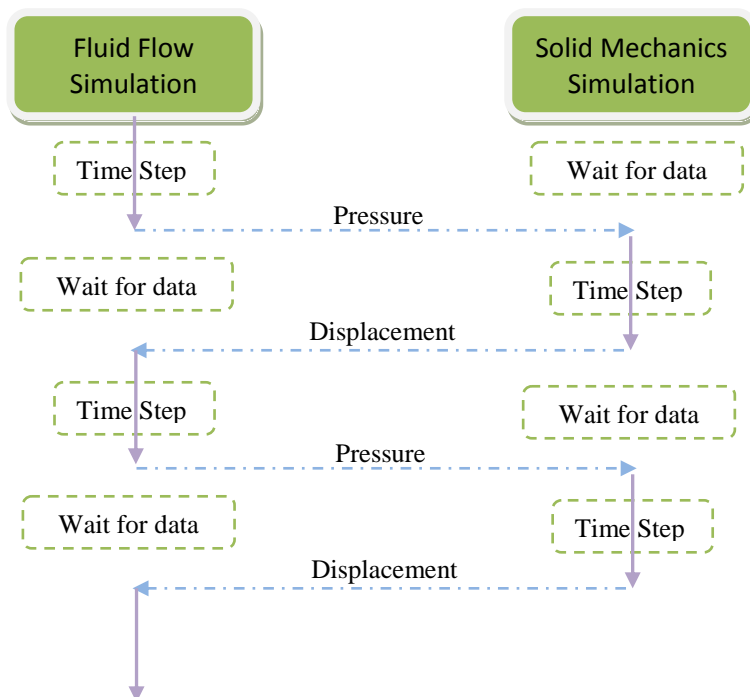 Fluid Flow
Simulation
Solid Mechanics
Simulation
Time Step
Wait for data
Pressure
Wait for data
Time Step
Displacement
Time Step
Wait for data
Pressure
Wait for data
Time Step
Displacement